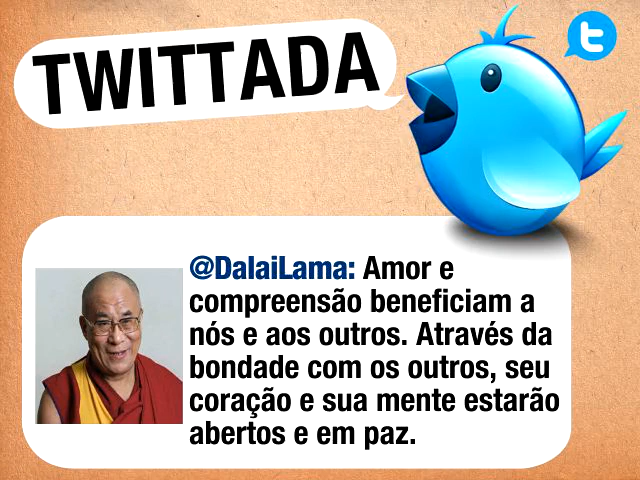 TWITTADA
@DalaiLama: Amor e
compreensão beneficiam a
nós e aos outros. Através da
bondade com os outros, seu
coração e sua mente estarão
abertos e em paz.